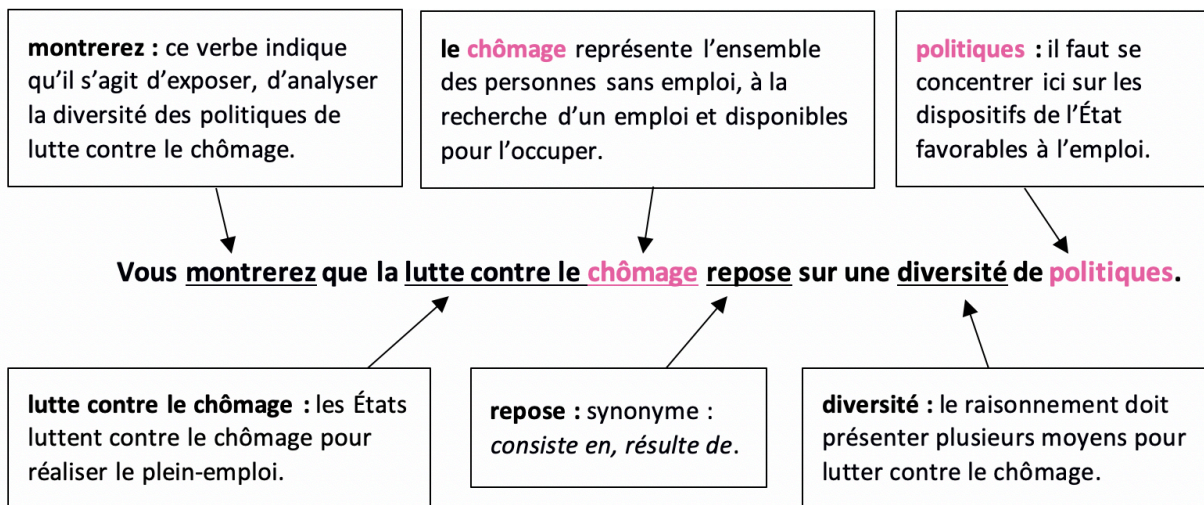 montrerez : ce verbe indique
qu’il s’agit d’exposer, d’analyser
la diversité des politiques de
lutte contre le chômage.
le chômage représente l’ensemble
des personnes sans emploi, à la
recherche d’un emploi et disponibles
pour l’occuper.
politiques : il faut se
concentrer ici sur les
dispositifs de l’État
favorables à l’emploi.
Vous montrerez que la lutte contre le chômage repose sur une diversité de politiques.
lutte contre le chômage : les États
luttent contre le chômage pour
réaliser le plein-emploi.
repose : synonyme :
consiste en, résulte de.
diversité : le raisonnement doit
présenter plusieurs moyens pour
lutter contre le chômage.